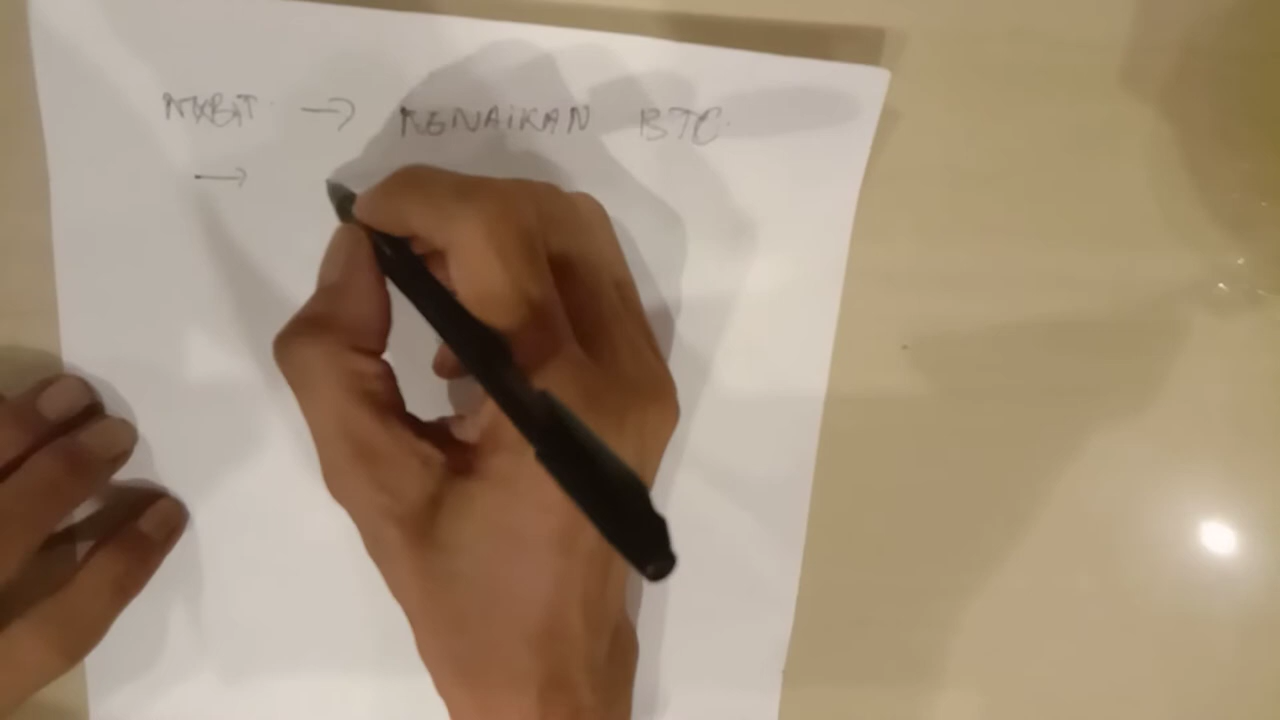 → KENAIKAN BTC
→